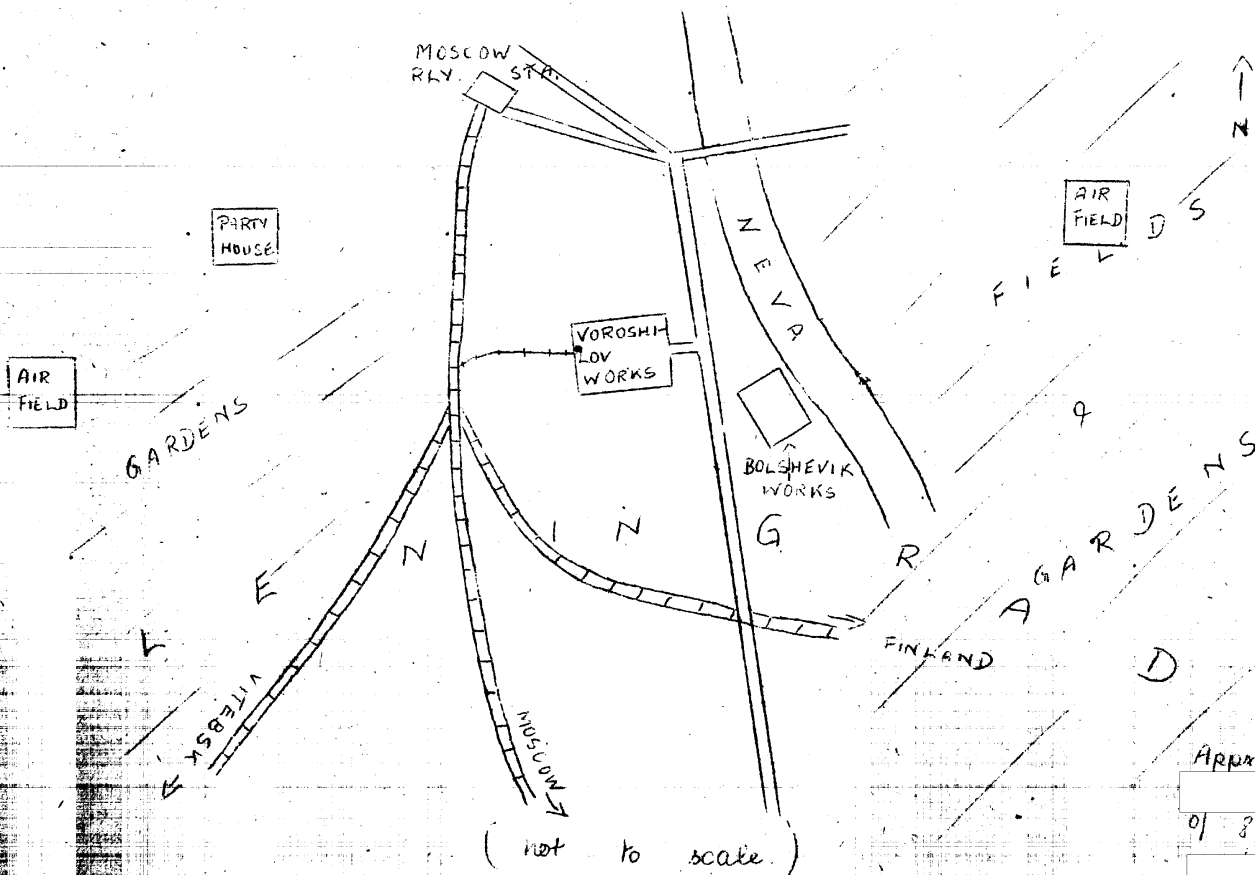 MOSCOW
RLY. STA.
N
PARTY
HOUSE
AIR
FIELD
NEVA
FIELDS
VOROSHI-
LOV
WORKS
AIR
FIELD
GARDENS
&
GARDENS
BOLSHEVIK
WORKS
LENINGRAD
FINLAND
VITEBSK
MOSCOW
(not to scale)